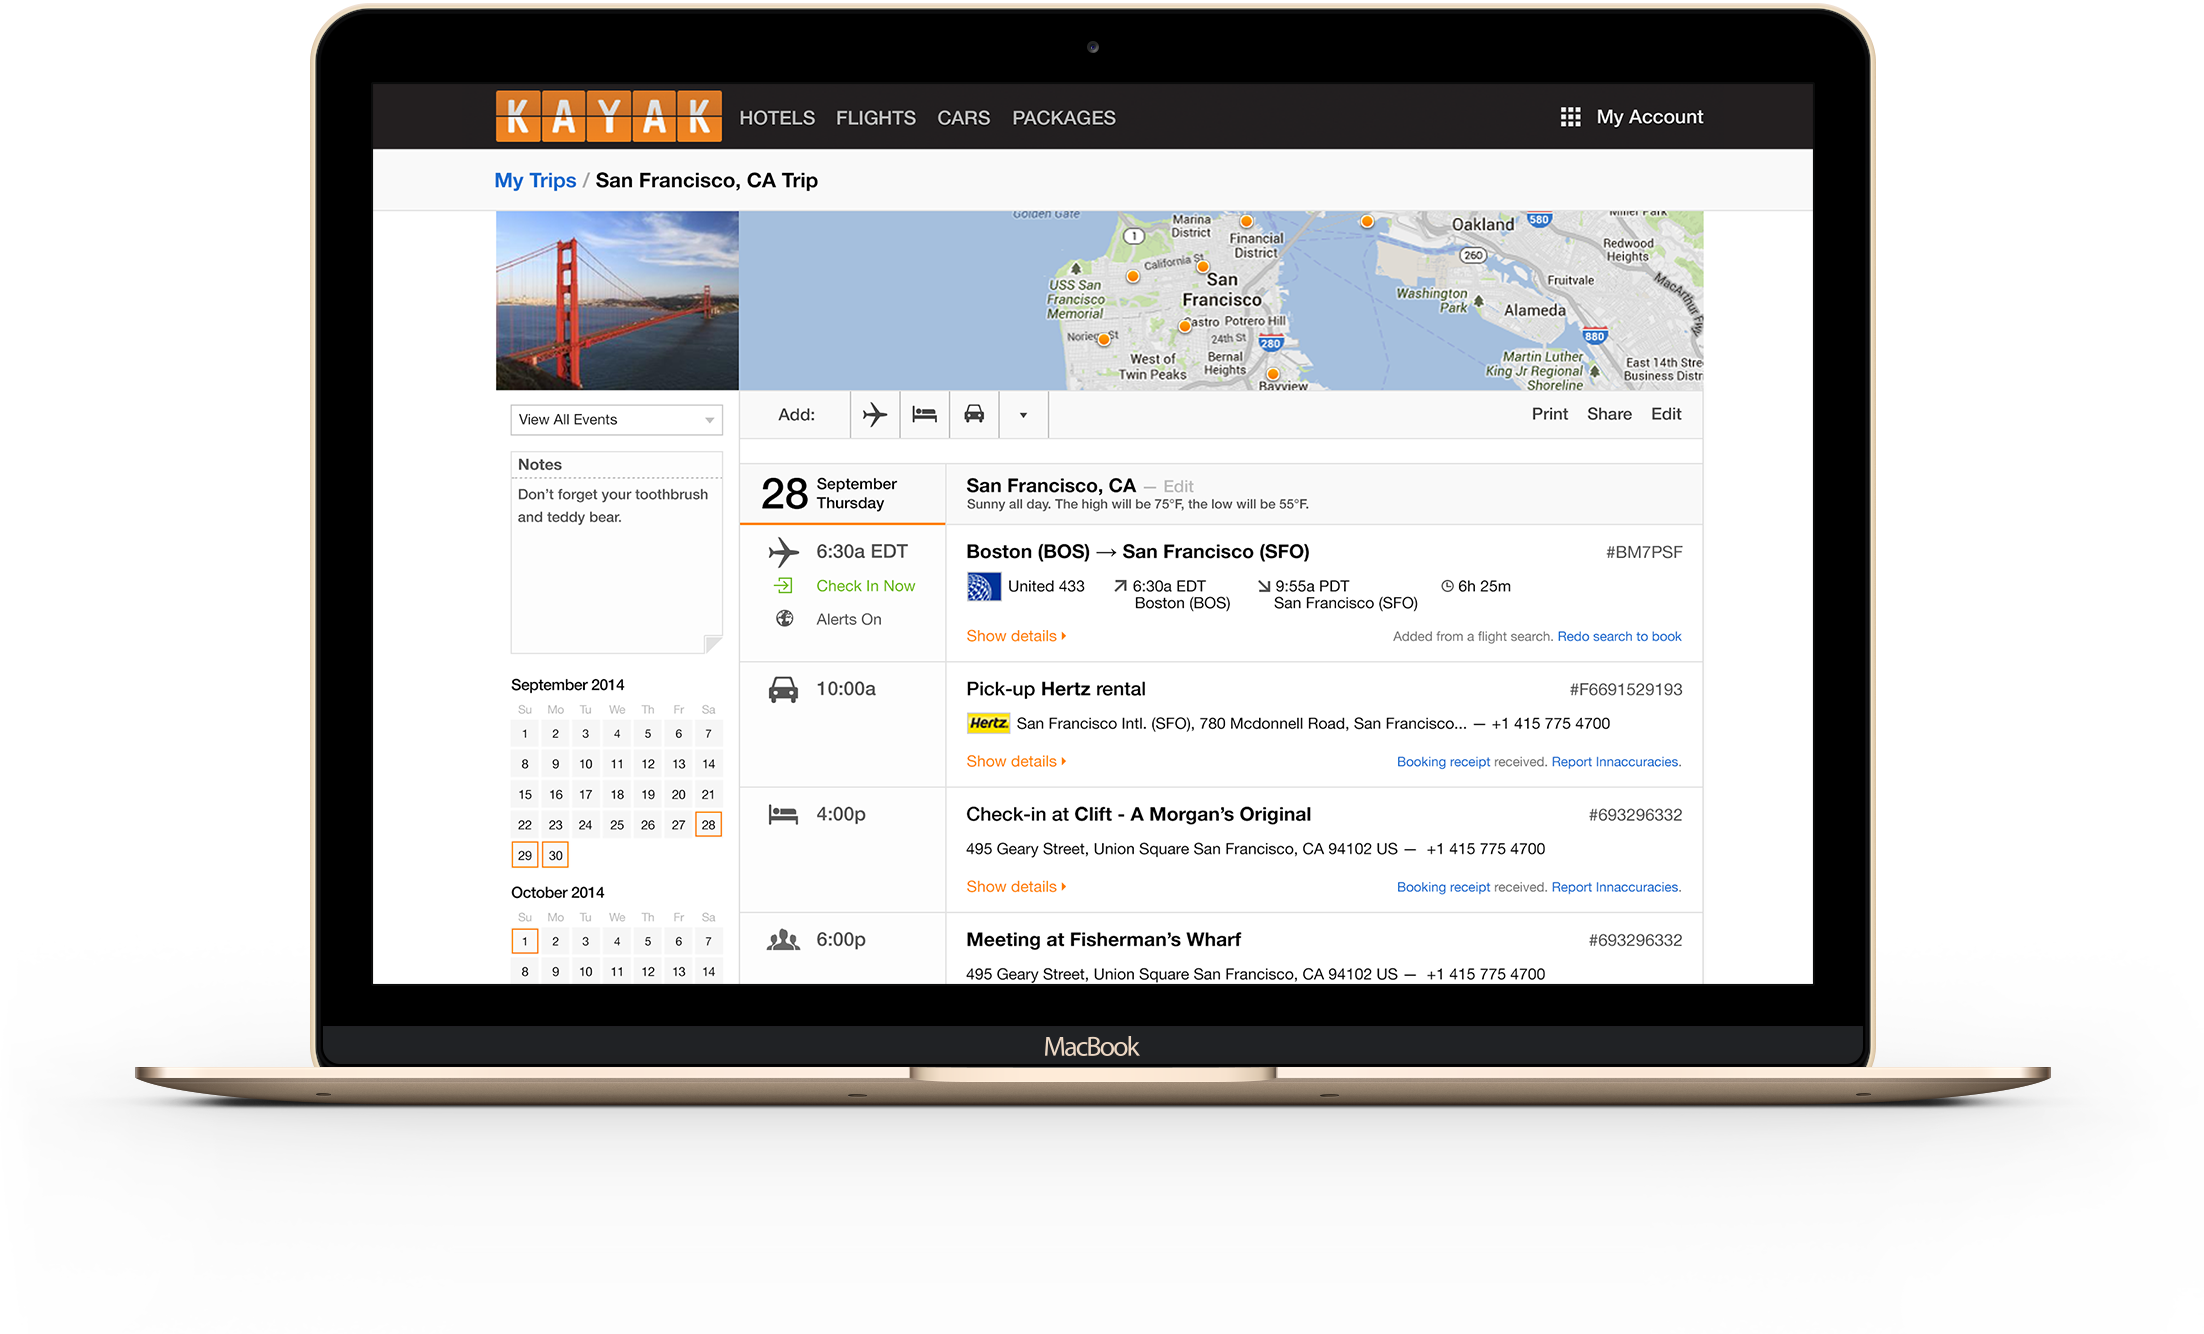 KAYAK HOTELS FLIGHTS CARS PACKAGES My Account
My Trips / San Francisco, CA Trip
Golden Gate
Marina
District
Financial
District
1
California St
USS San
Francisco
Memorial
San
Francisco
Castro
Potrero Hill
24th St
280
West of
Twin Peaks
Bernal
Heights
Bayview
Oakland
580
260
Redwood
Heights
Fruitvale
MacArthur
Washington
Park
Alameda
880
Martin Luther
King Jr Regional
Shoreline
East 14th Stre
Business Distr
View All Events
Notes
Don't forget your toothbrush
and teddy bear.
September 2014
Su Mo Tu We Th Fr Sa
1 2 3 4 5 6 7
8 9 10 11 12 13 14
15 16 17 18 19 20 21
22 23 24 25 26 27 28
29 30
October 2014
Su Mo Tu We Th Fr Sa
1 2 3 4 5 6 7
8 9 10 11 12 13 14
Add: Print Share Edit
28 September
Thursday
San Francisco, CA — Edit
Sunny all day. The high will be 75°F, the low will be 55°F.
6:30a EDT
Check In Now
Alerts On
Boston (BOS) → San Francisco (SFO) #BM7PSF
United 433 6:30a EDT 9:55a PDT 6h 25m
Boston (BOS) San Francisco (SFO)
Show details Added from a flight search. Redo search to book
10:00a Pick-up Hertz rental #F6691529193
Hertz. San Francisco Intl. (SFO), 780 Mcdonnell Road, San Francisco... — +1 415 775 4700
Show details Booking receipt received. Report Innaccuracies.
4:00p Check-in at Clift - A Morgan's Original #693296332
495 Geary Street, Union Square San Francisco, CA 94102 US — +1 415 775 4700
Show details Booking receipt received. Report Innaccuracies.
6:00p Meeting at Fisherman's Wharf #693296332
495 Geary Street, Union Square San Francisco, CA 94102 US — +1 415 775 4700
MacBook